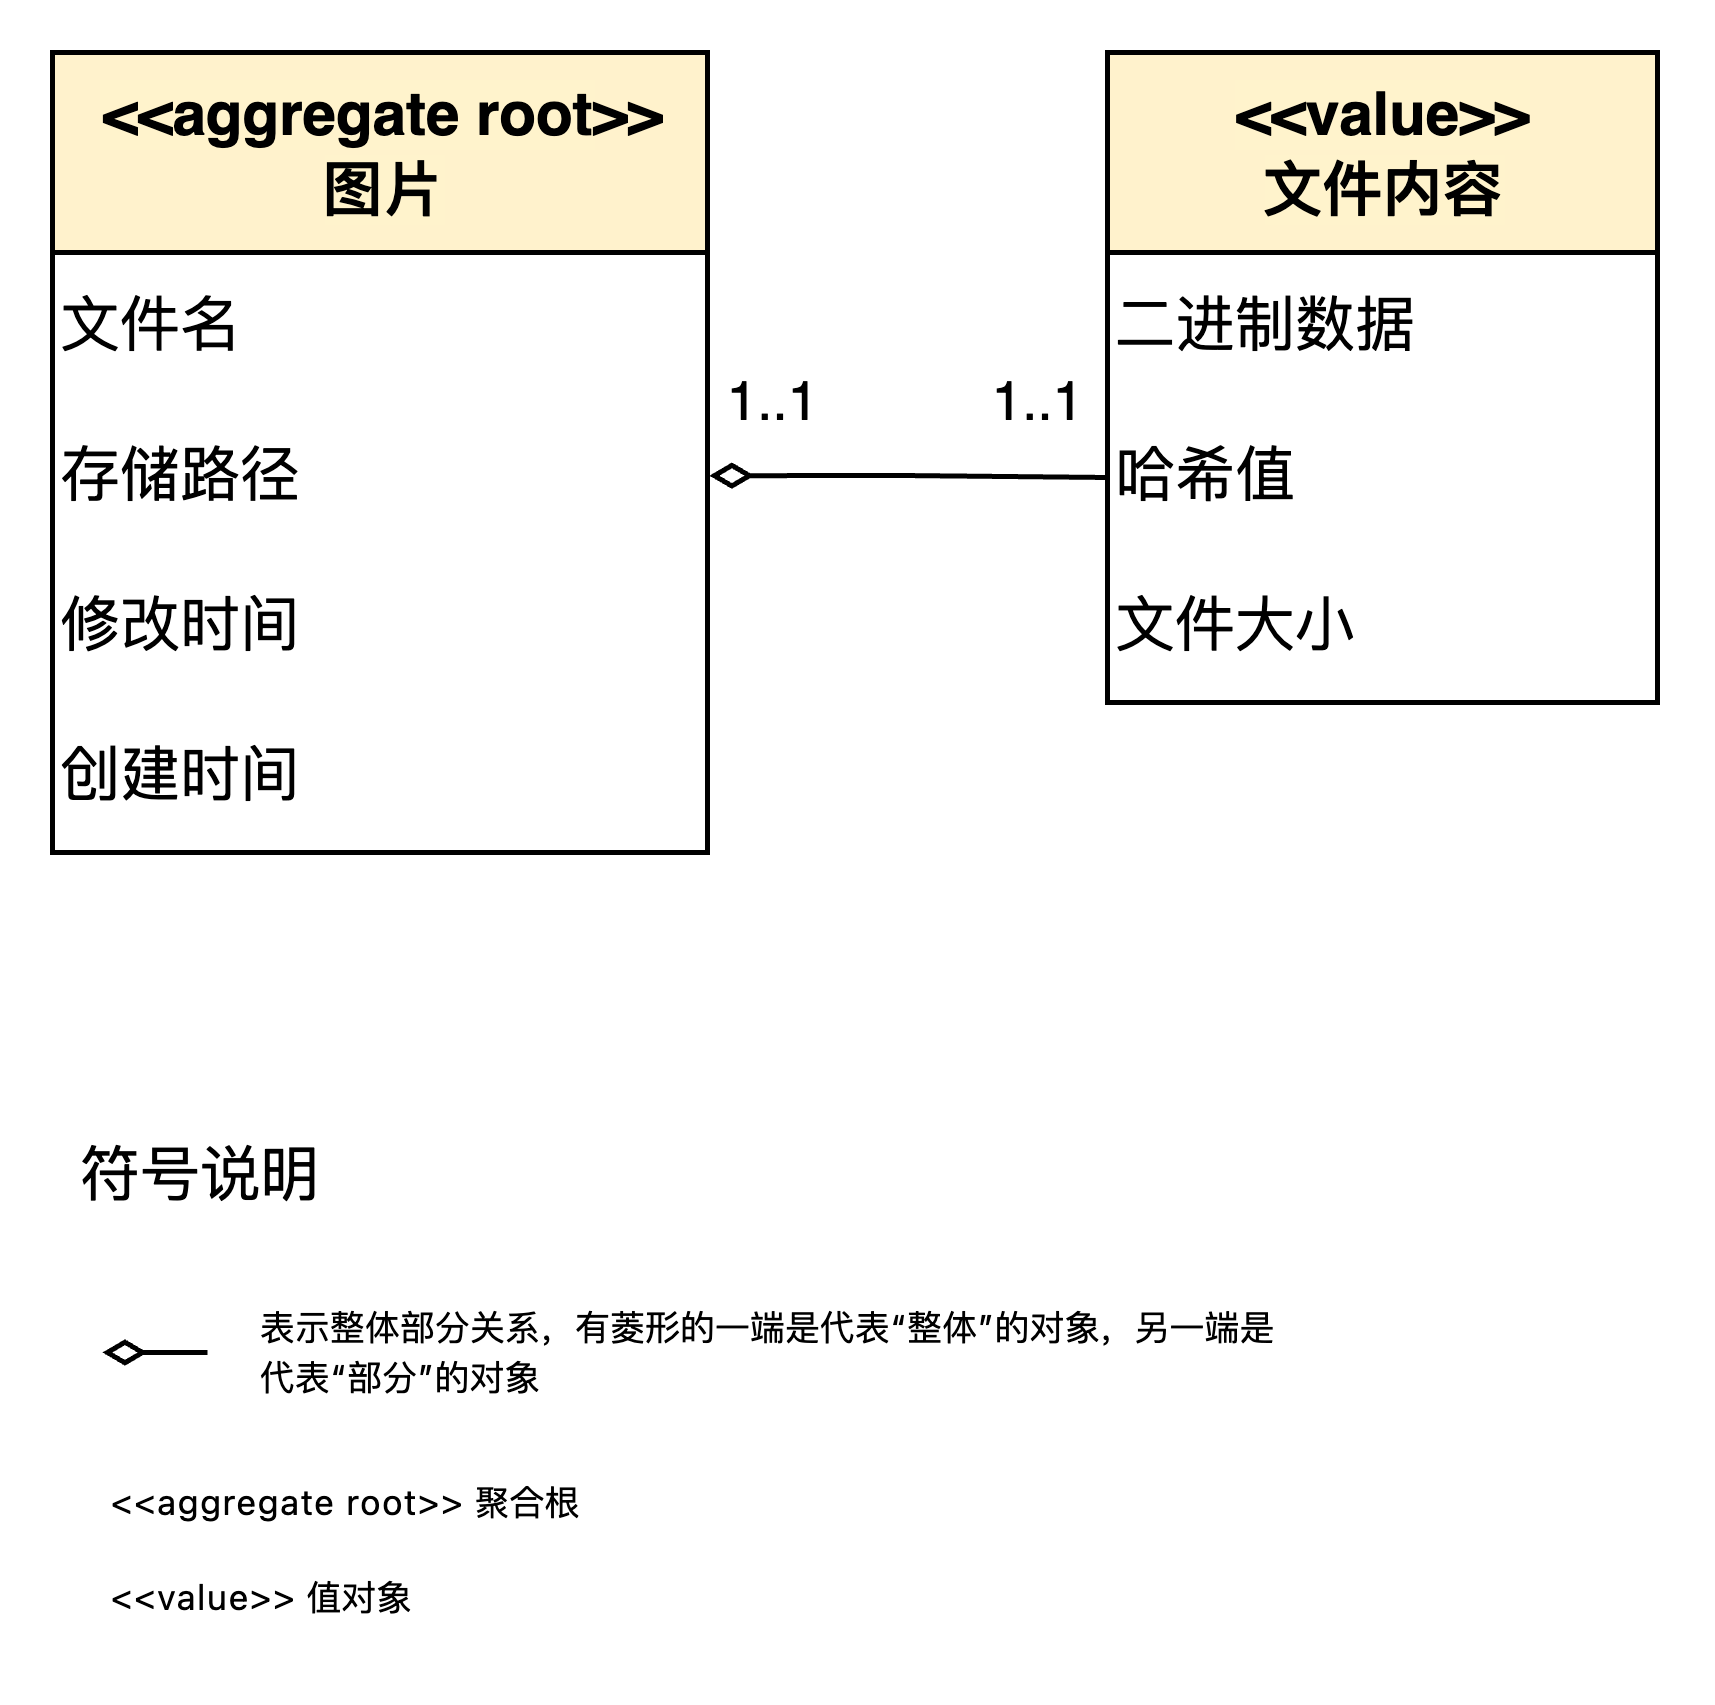 <<aggregate root>>
图片
文件名
存储路径
修改时间
创建时间
1..1
1..1
<<value>>
文件内容
二进制数据
哈希值
文件大小
符号说明
表示整体部分关系，有菱形的一端是代表“整体”的对象，另一端是
代表“部分”的对象
<<aggregate root>> 聚合根
<<value>> 值对象